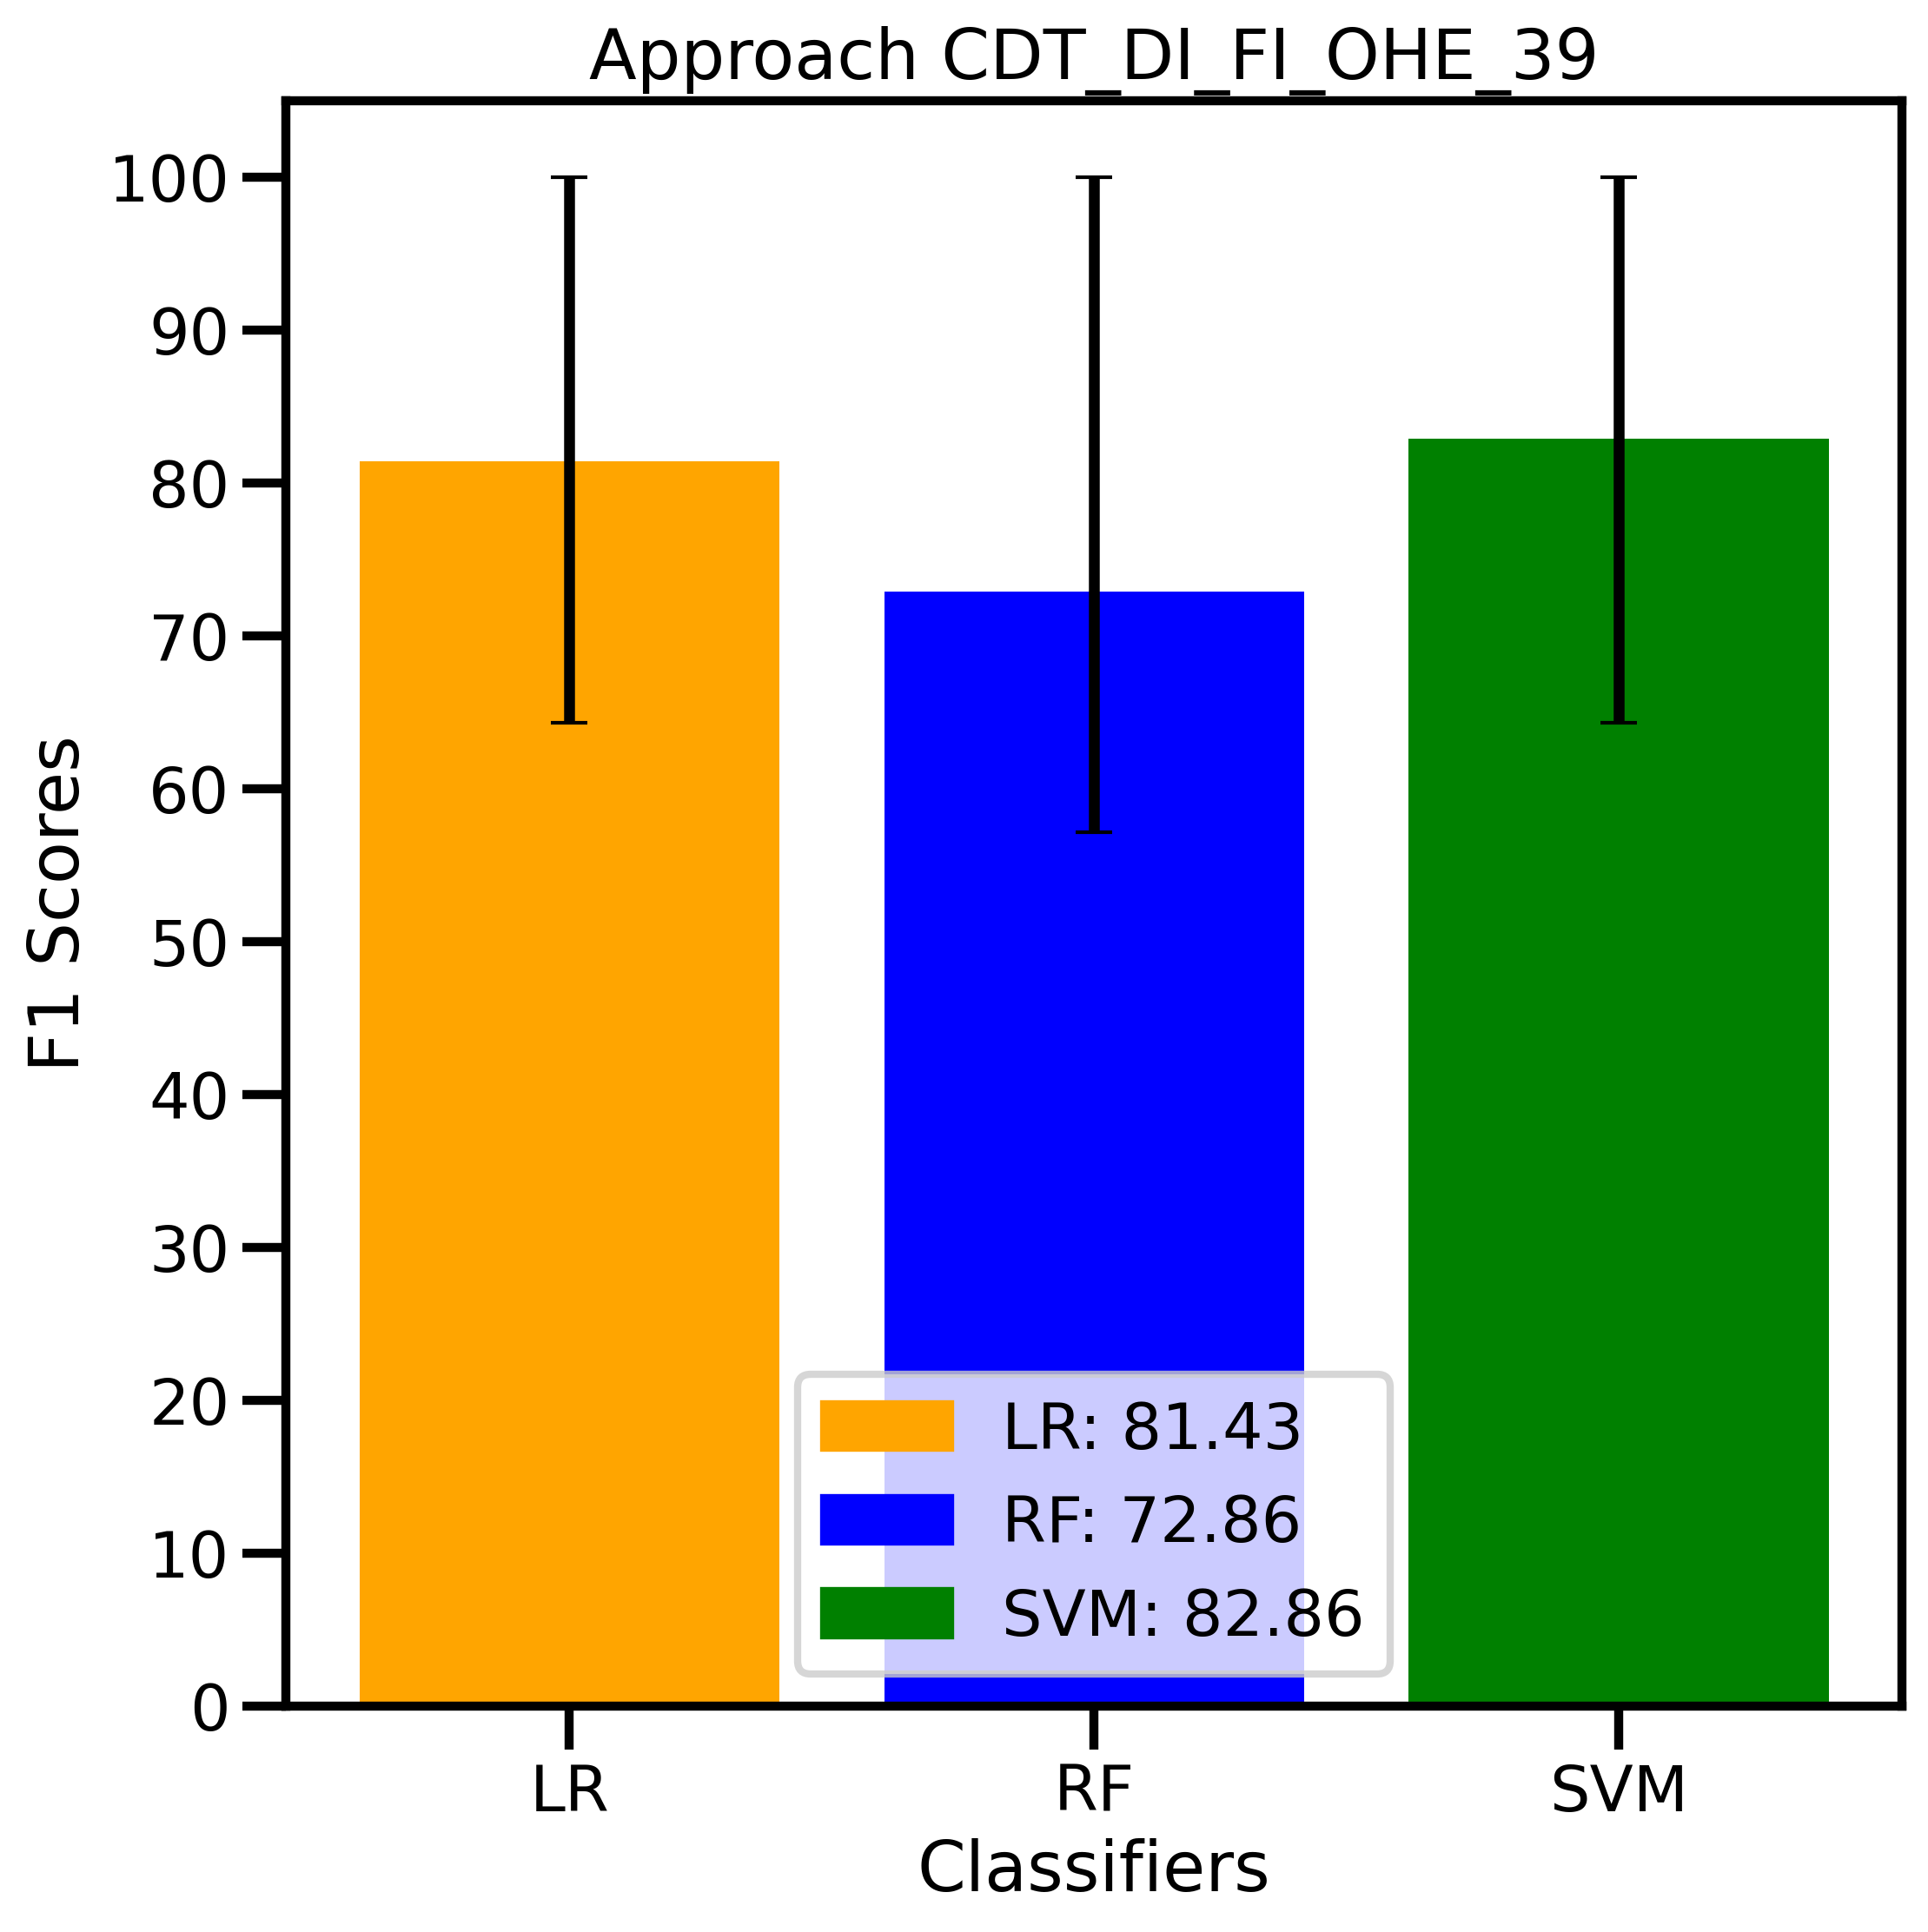 Approach CDT_DI_FI_OHE_39
100
90
80
70
60
50
40
30
20
10
0
F1 Scores
LR: 81.43
RF: 72.86
SVM: 82.86
LR
RF
SVM
Classifiers